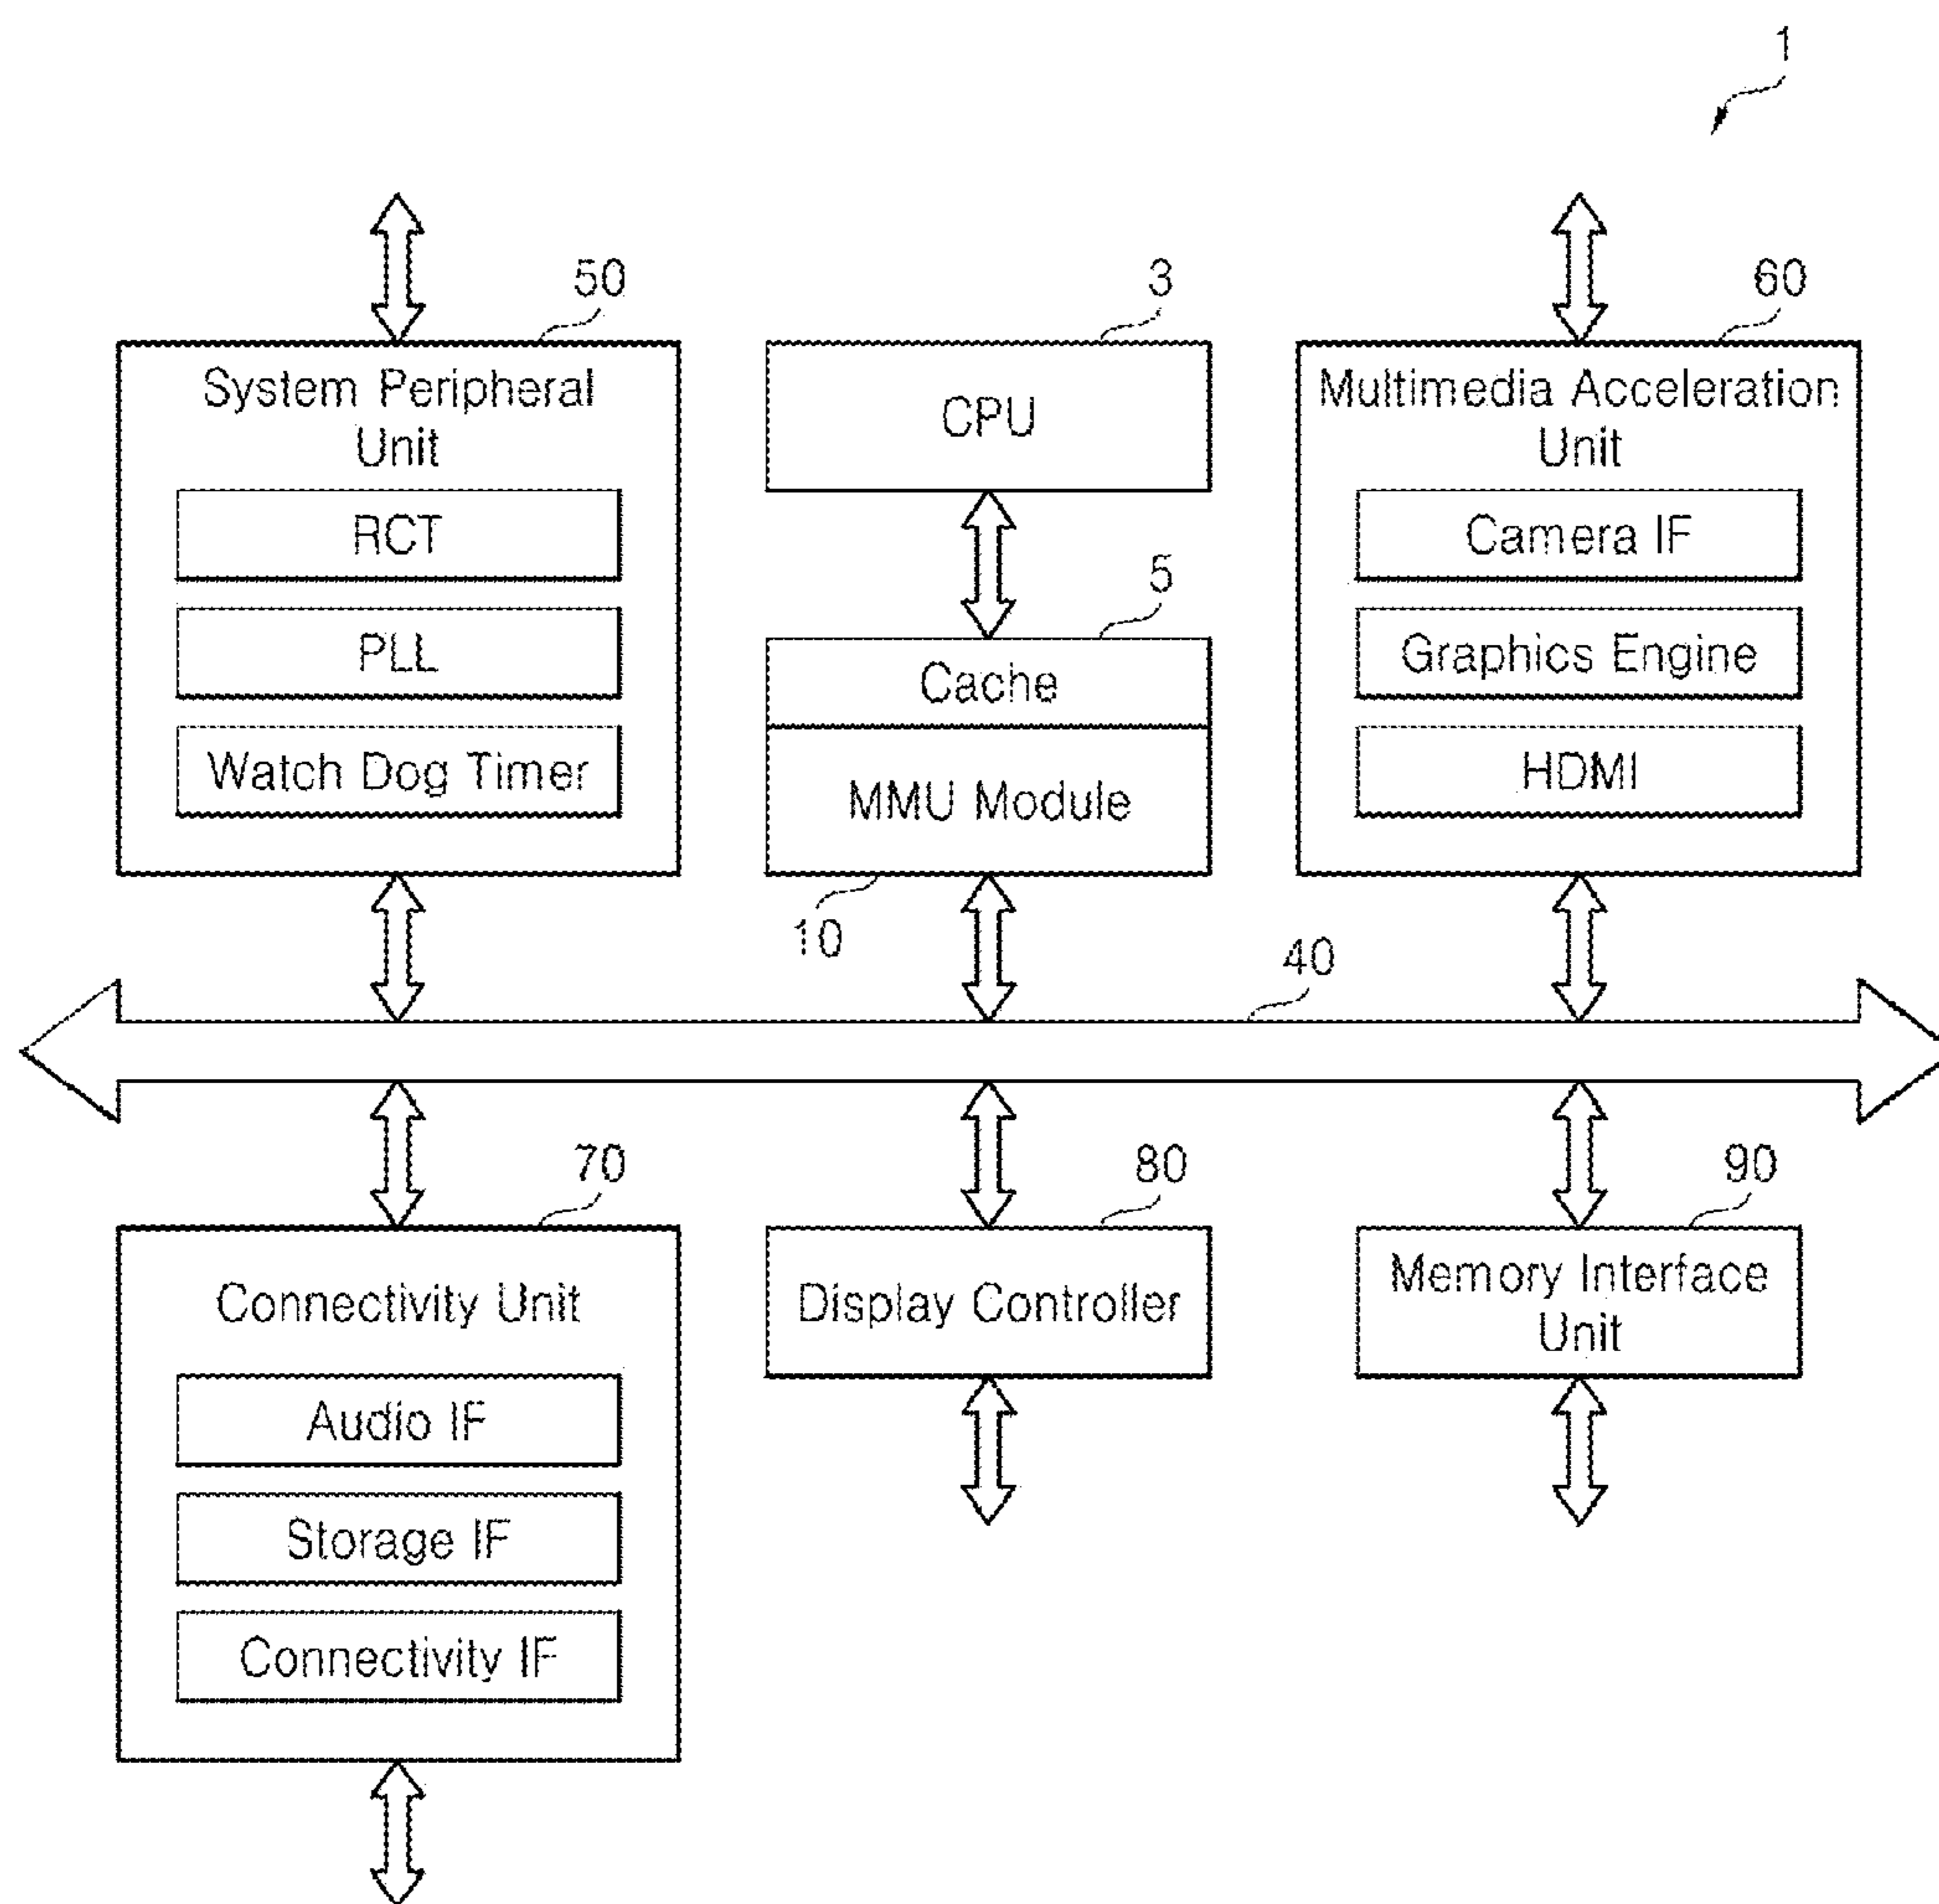 1
50
System Peripheral
Unit
RCT
PLL
Watch Dog Timer
3
CPU
5
Cache
MMU Module
10
60
Multimedia Acceleration
Unit
Camera IF
Graphics Engine
HDMI
40
70
Connectivity Unit
Audio IF
Storage IF
Connectivity IF
80
Display Controller
90
Memory Interface
Unit